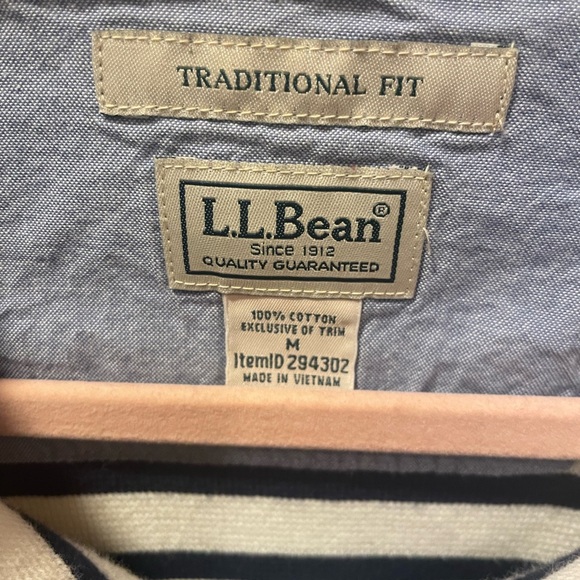 TRADITIONAL FIT
L.L.Bean®
Since 1912
QUALITY GUARANTEED
100% COTTON
EXCLUSIVE OF TRIM
M
ItemID 294302
MADE IN VIETNAM